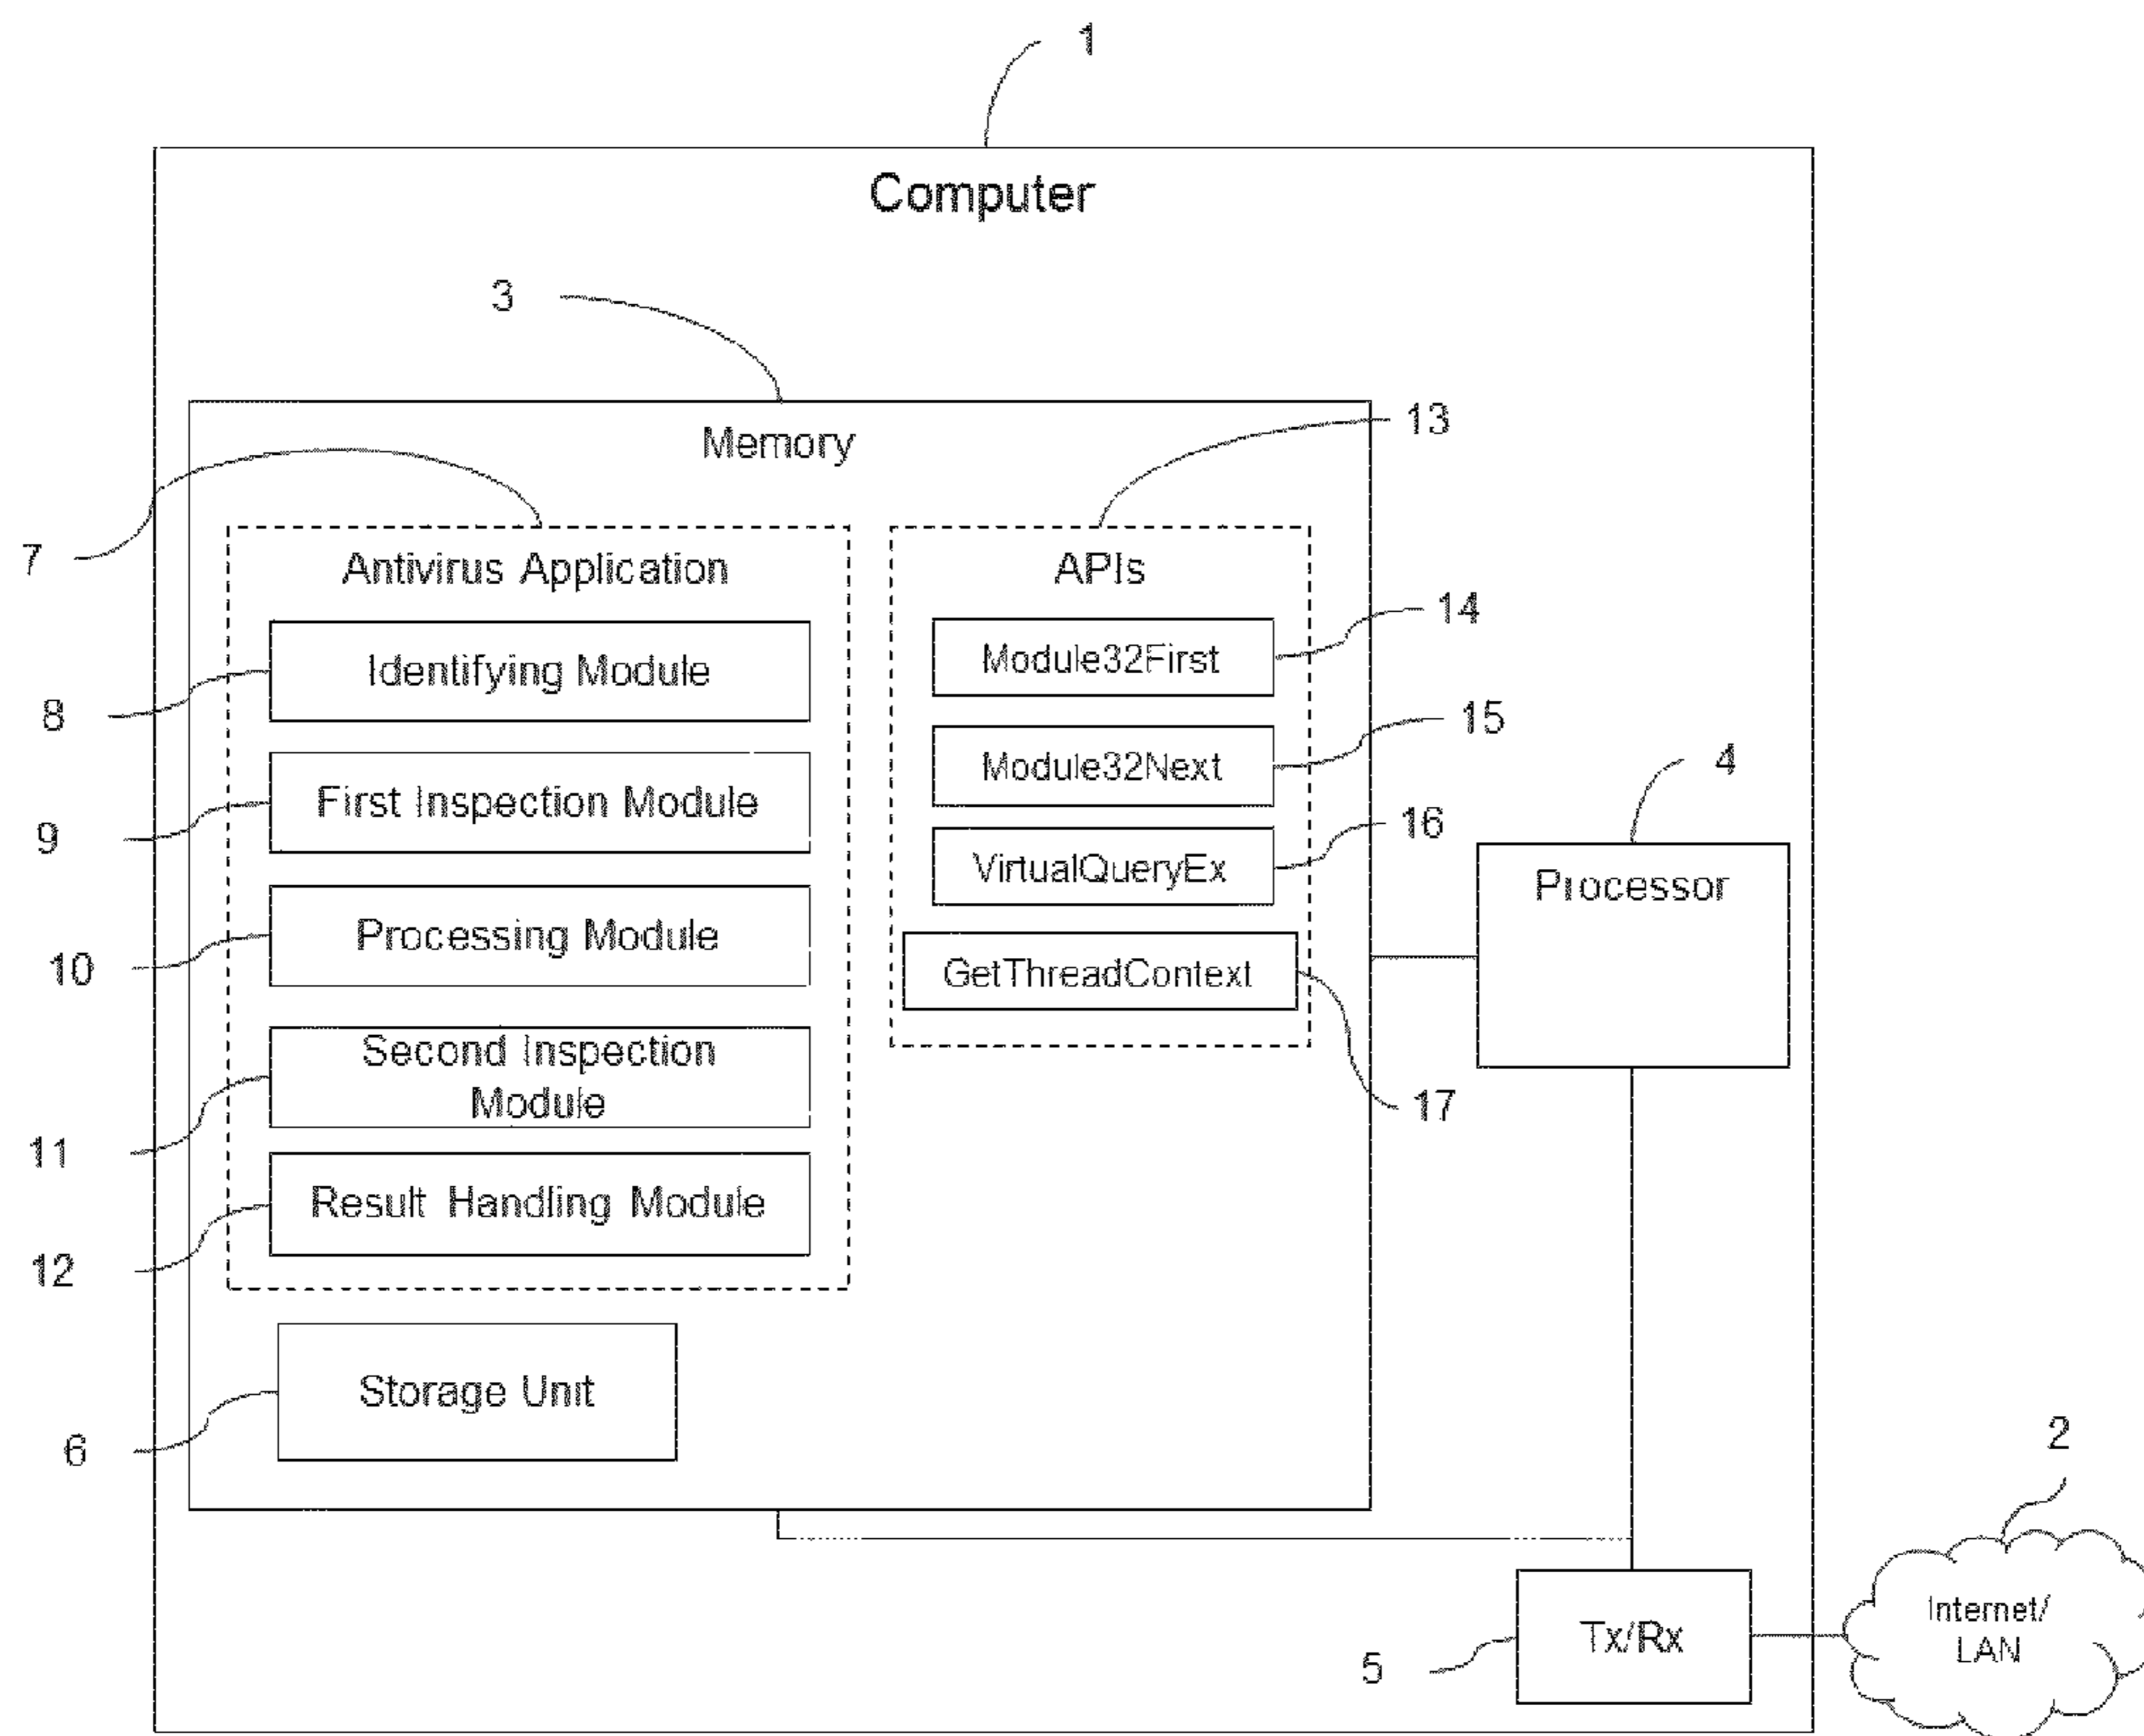 1
Computer
3
Memory
13
7
Antivirus Application
APIs
Identifying Module
Module32First
14
8
First Inspection Module
Module32Next
15
9
VirtualQueryEx
16
4
Processor
Processing Module
10
GetThreadContext
17
Second Inspection
Module
11
Result Handling Module
12
Storage Unit
6
2
Internet/
LAN
Tx/Rx
5